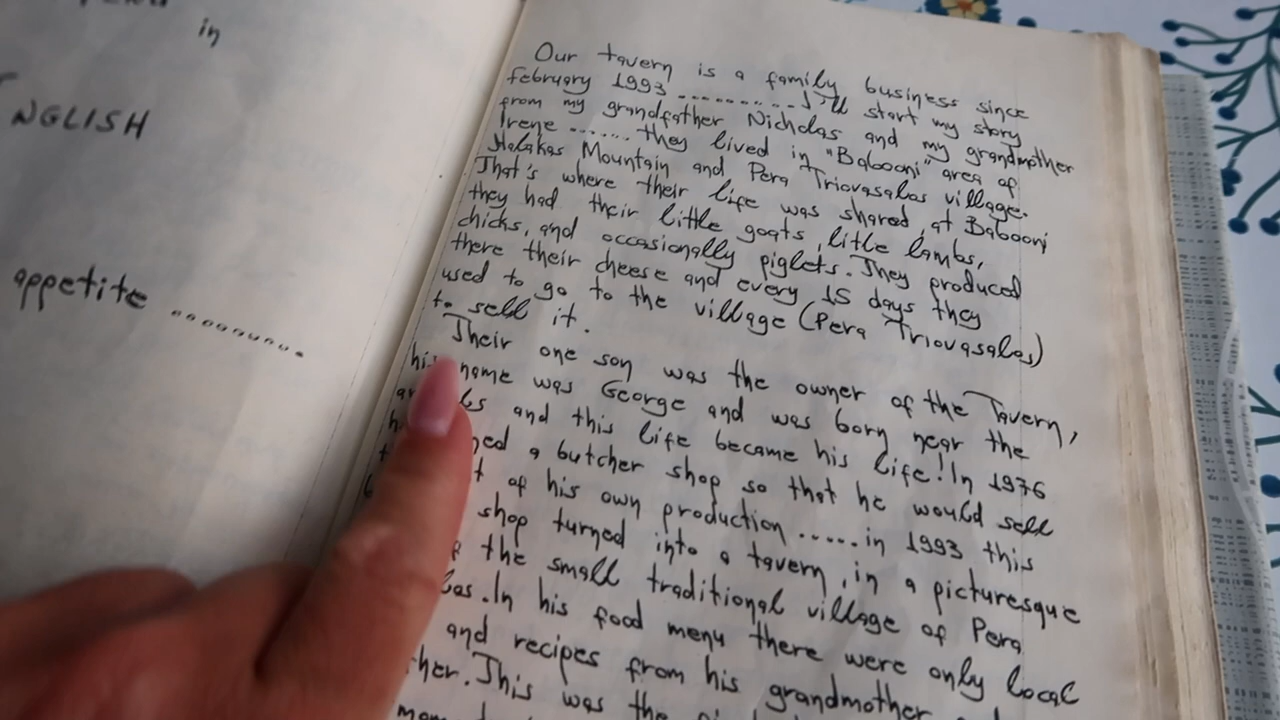 in
NGLISH
appetite ..........
Our tavern is a family business since
february 1993 .......... I'll start my story
from my grandfather Nicholas and my grandmother
Irene ....... they lived in "Babooni" area of
Halakas Mountain and Pera Triovasalos village.
That's where their life was shared, at Babooni
they had their little goats, litle lambs,
chicks, and occasionally piglets. They produced
there their cheese and every 15 days they
used to go to the village (Pera Triovasalos)
to sell it.
Their one son was the owner of the Tavern,
his name was George and was born near the
and this life became his life! In 1976
a butcher shop so that he would sell
of his own production ..... in 1993 this
shop turned into a tavern, in a picturesque
the small traditional village of Pera
In his food menu there were only local
and recipes from his grandmother
This was the